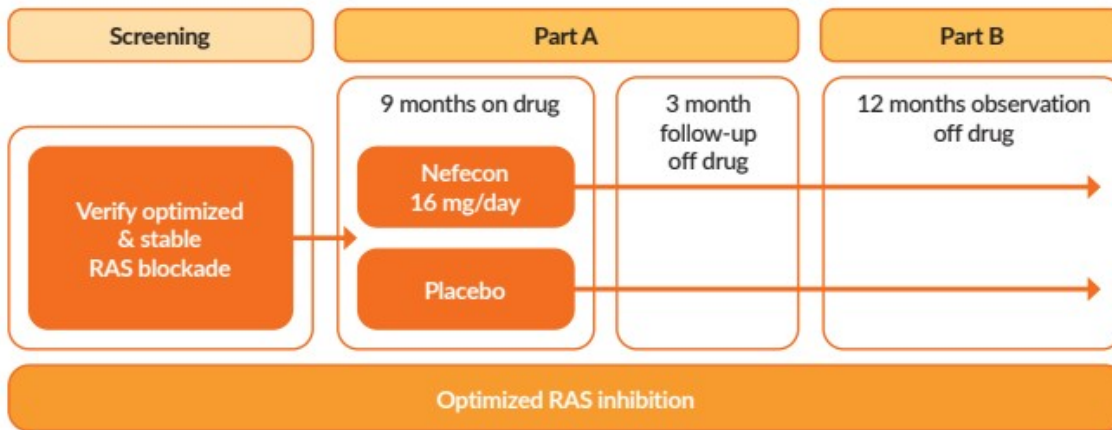 Screening
Part A
Part B
Verify optimized
& stable
RAS blockade
9 months on drug
Nefecon
16 mg/day
Placebo
3 month
follow-up
off drug
12 months observation
off drug
Optimized RAS inhibition